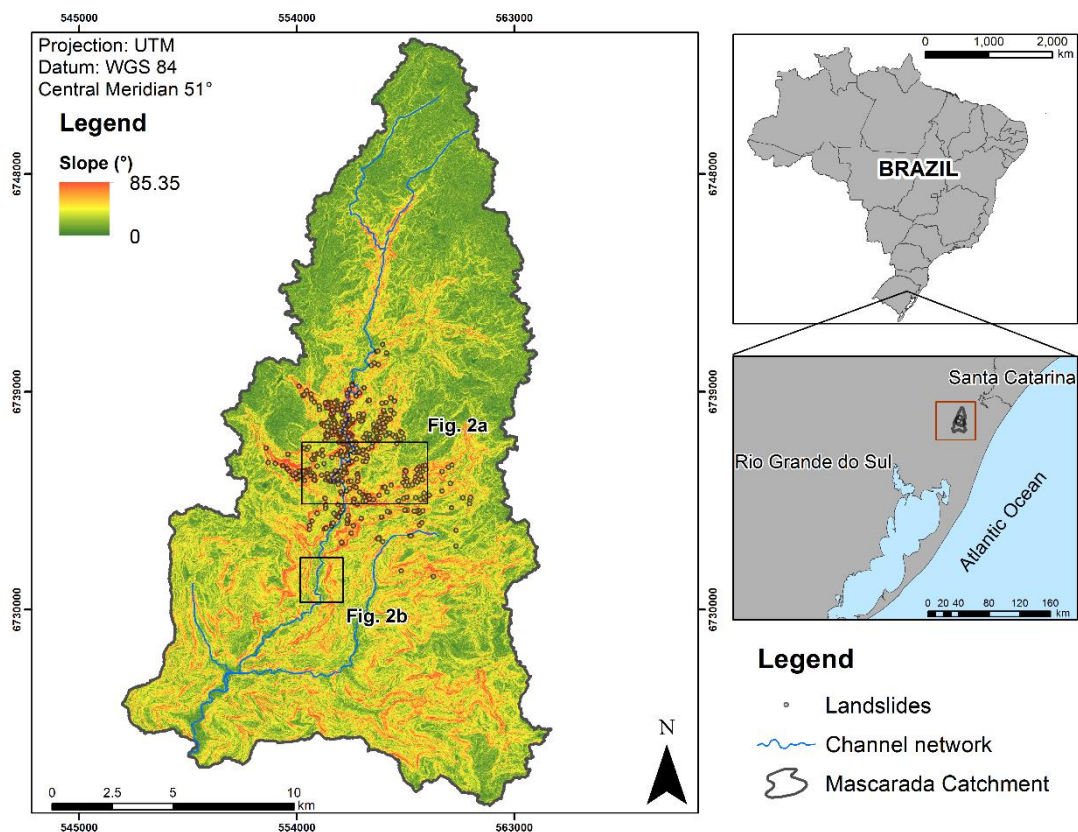 545000
554000
563000
Projection: UTM
Datum: WGS 84
Central Meridian 51°
Legend
Slope (°)
85.35
0
6748000
6748000
6739000
6739000
6730000
6730000
Fig. 2a
Fig. 2b
N
0
2.5
5
10
km
545000
554000
563000
0
1,000
2,000
km
BRAZIL
Santa Catarina
Rio Grande do Sul
Atlantic Ocean
0 20 40
80
120
160
km
Legend
Landslides
Channel network
Mascarada Catchment